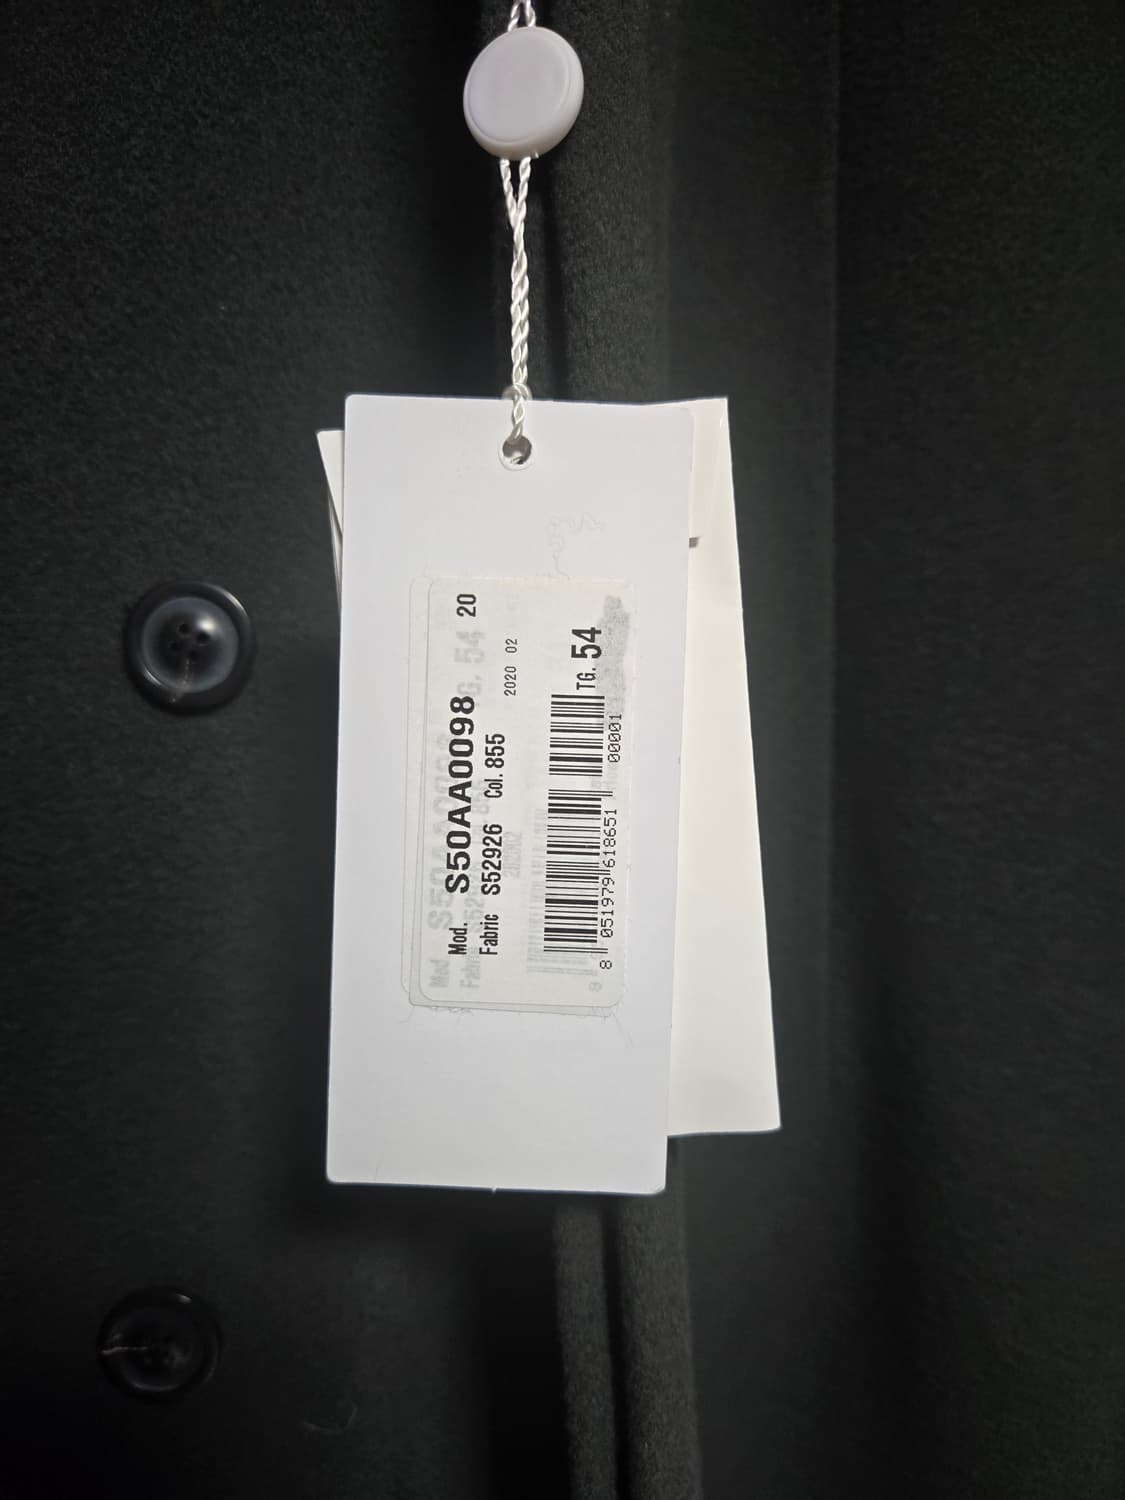 Mod. S50AA0098 20
Fabric S52926 Col. 855
2020 02
TG. 54
8 051979 618651 00001